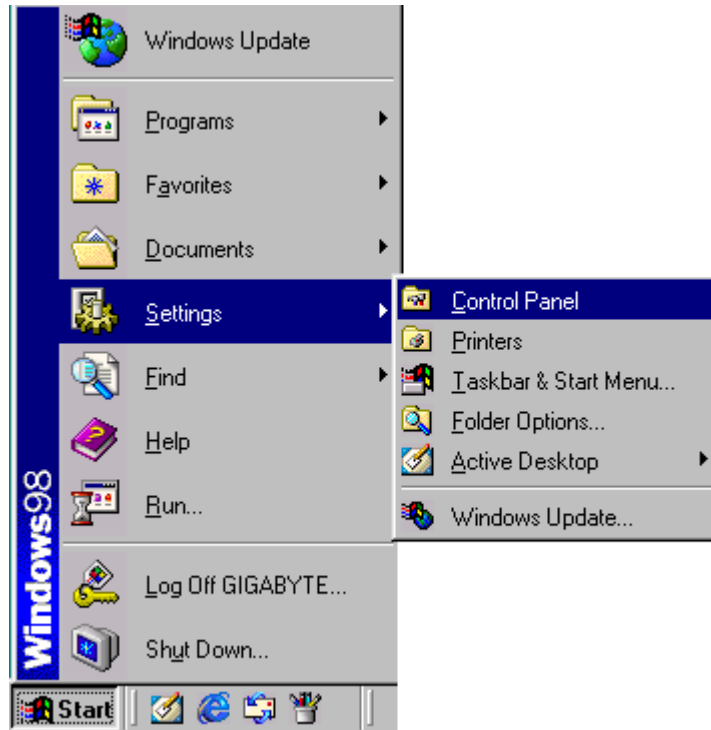 Windows Update
Programs
Favorites
Documents
Settings
Find
Help
Run...
Log Off GIGABYTE...
Shut Down...
Windows98
Start
Control Panel
Printers
Taskbar & Start Menu...
Folder Options...
Active Desktop
Windows Update...